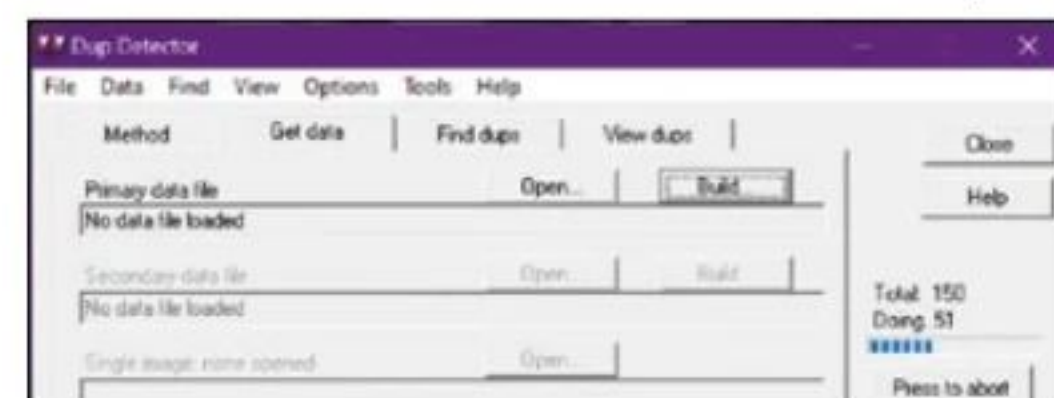 Dup Detector
File Data Find View Options Tools Help
Method Get data Find dups View dups
Close
Primary data file Open... Build...
Help
No data file loaded
Secondary data file Open... Build
No data file loaded
Total: 150
Doing: 51
Single image: none opened Open...
Press to abort